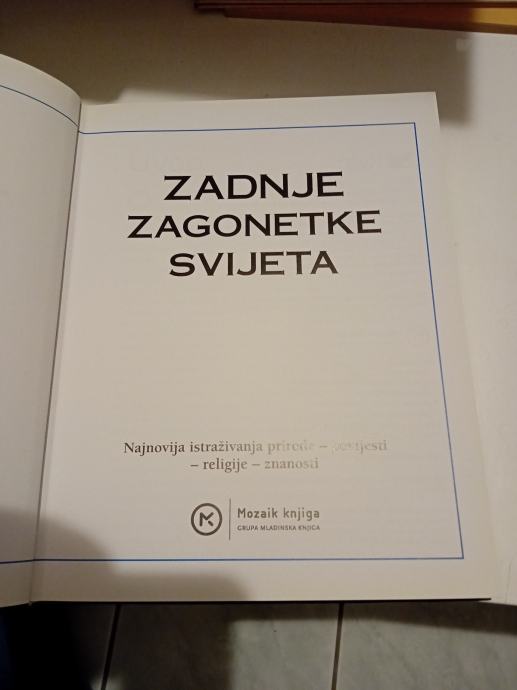 ZADNJE
ZAGONETKE
SVIJETA
Najnovija istraživanja prirode – povijesti
– religije – znanosti
Mozaik knjiga
GRUPA MLADINSKA KNJIGA